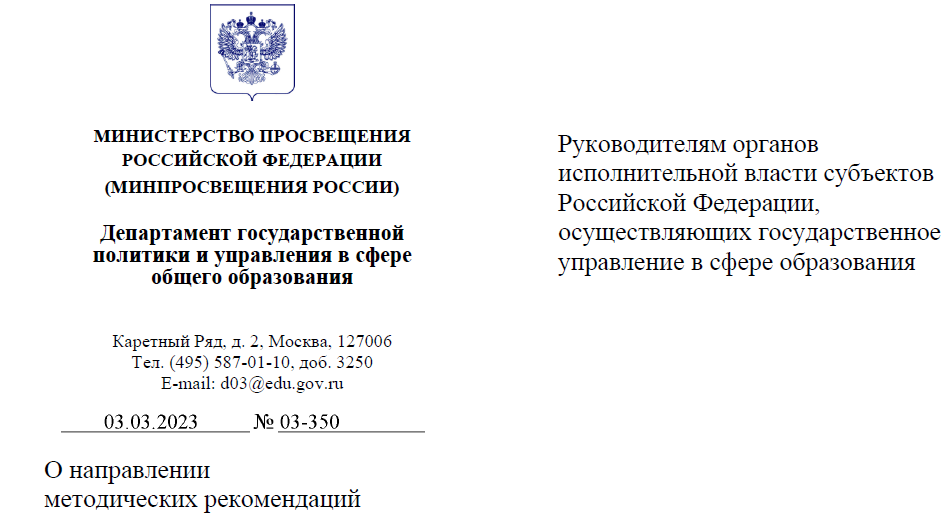 МИНИСТЕРСТВО ПРОСВЕЩЕНИЯ
РОССИЙСКОЙ ФЕДЕРАЦИИ
(МИНПРОСВЕЩЕНИЯ РОССИИ)
Департамент государственной
политики и управления в сфере
общего образования
Каретный Ряд, д. 2, Москва, 127006
Тел. (495) 587-01-10, доб. 3250
E-mail: d03@edu.gov.ru
03.03.2023 № 03-350
О направлении
методических рекомендаций
Руководителям органов
исполнительной власти субъектов
Российской Федерации,
осуществляющих государственное
управление в сфере образования